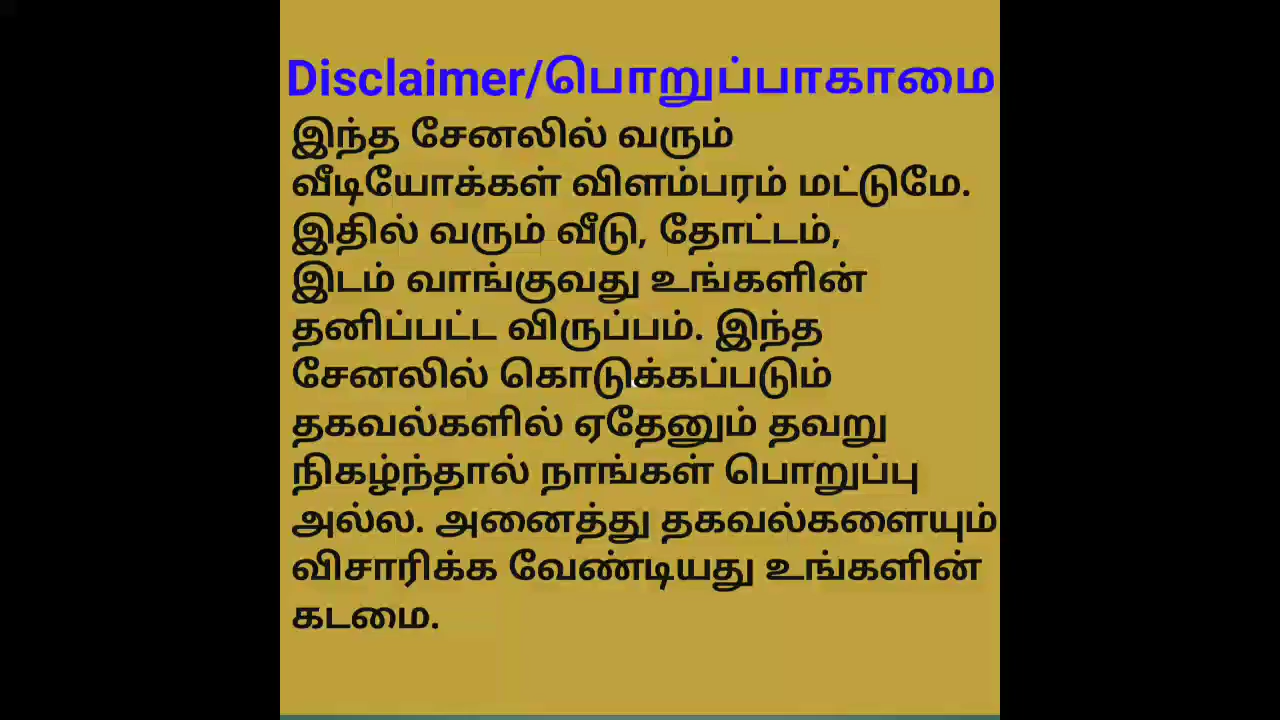 Disclaimer/பொறுப்பாகாமை
இந்த சேனலில் வரும்
வீடியோக்கள் விளம்பரம் மட்டுமே.
இதில் வரும் வீடு, தோட்டம்,
இடம் வாங்குவது உங்களின்
தனிப்பட்ட விருப்பம். இந்த
சேனலில் கொடுக்கப்படும்
தகவல்களில் ஏதேனும் தவறு
நிகழ்ந்தால் நாங்கள் பொறுப்பு
அல்ல. அனைத்து தகவல்களையும்
விசாரிக்க வேண்டியது உங்களின்
கடமை.